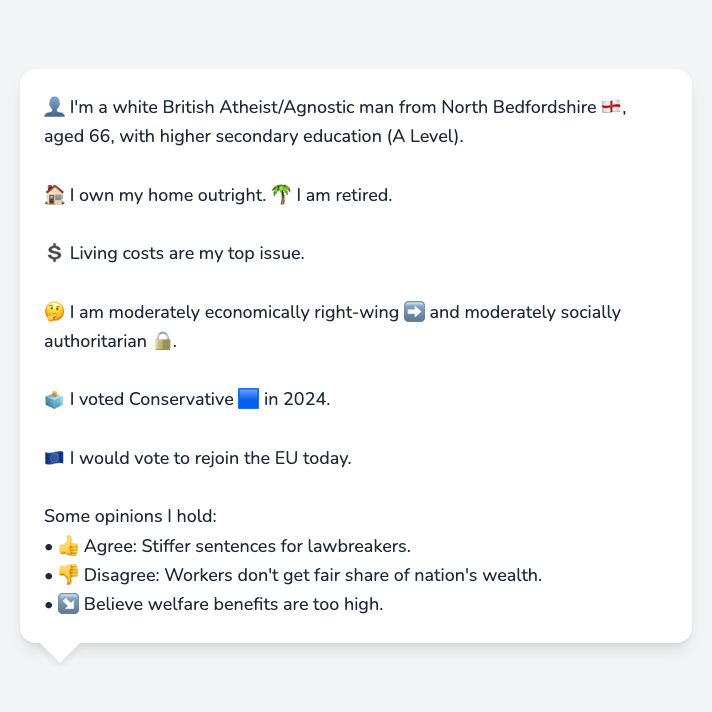 👤 I'm a white British Atheist/Agnostic man from North Bedfordshire 🏴󠁧󠁢󠁥󠁮󠁧󠁿,
aged 66, with higher secondary education (A Level).
🏠 I own my home outright. 🌴 I am retired.
💲 Living costs are my top issue.
🤔 I am moderately economically right-wing ➡️ and moderately socially
authoritarian 🔒.
🗳️ I voted Conservative 🟦 in 2024.
🇪🇺 I would vote to rejoin the EU today.
Some opinions I hold:
• 👍 Agree: Stiffer sentences for lawbreakers.
• 👎 Disagree: Workers don't get fair share of nation's wealth.
• ↘️ Believe welfare benefits are too high.